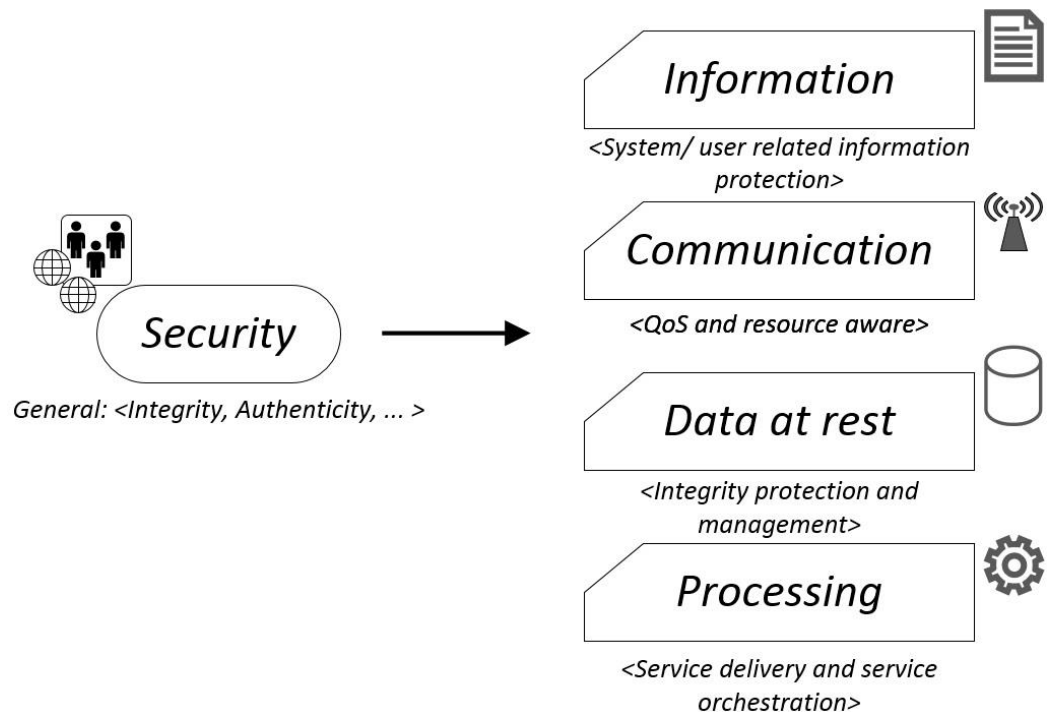 Information
<System/ user related information
protection>
Communication
<QoS and resource aware>
Security
General: <Integrity, Authenticity, ... >
Data at rest
<Integrity protection and
management>
Processing
<Service delivery and service
orchestration>